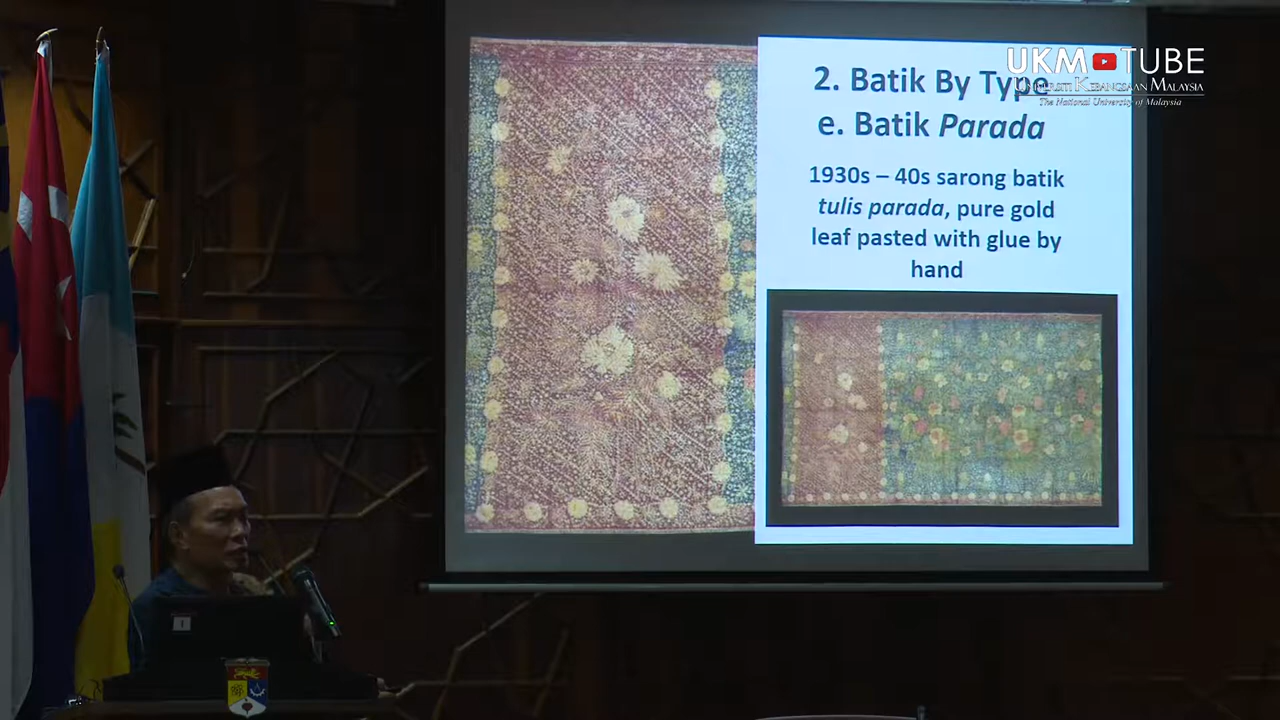 UKM TUBE
UNIVERSITI KEBANGSAAN MALAYSIA
The National University of Malaysia
2. Batik By Type
e. Batik Parada
1930s – 40s sarong batik
tulis parada, pure gold
leaf pasted with glue by
hand